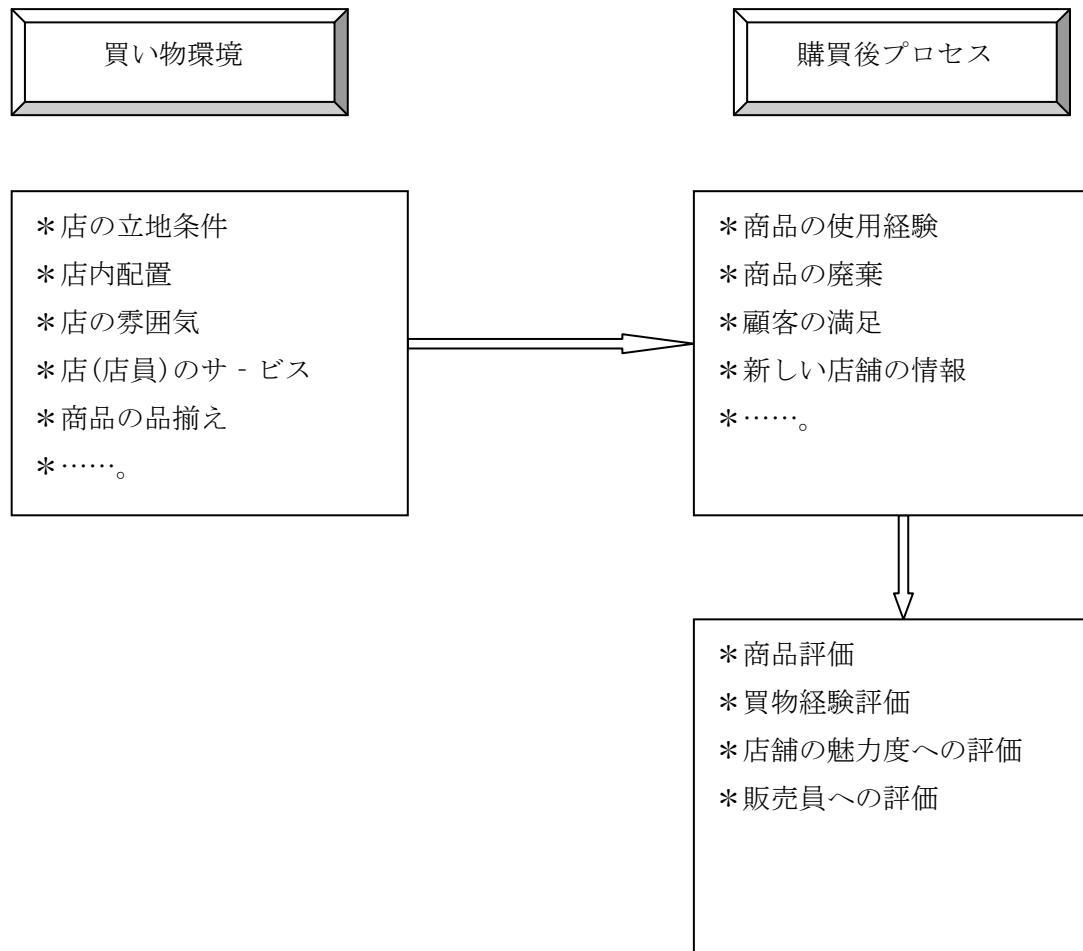 買い物環境
購買後プロセス
＊店の立地条件
＊店内配置
＊店の雰囲気
＊店(店員)のサ‐ビス
＊商品の品揃え
＊……。
＊商品の使用経験
＊商品の廃棄
＊顧客の満足
＊新しい店舗の情報
＊……。
＊商品評価
＊買物経験評価
＊店舗の魅力度への評価
＊販売員への評価